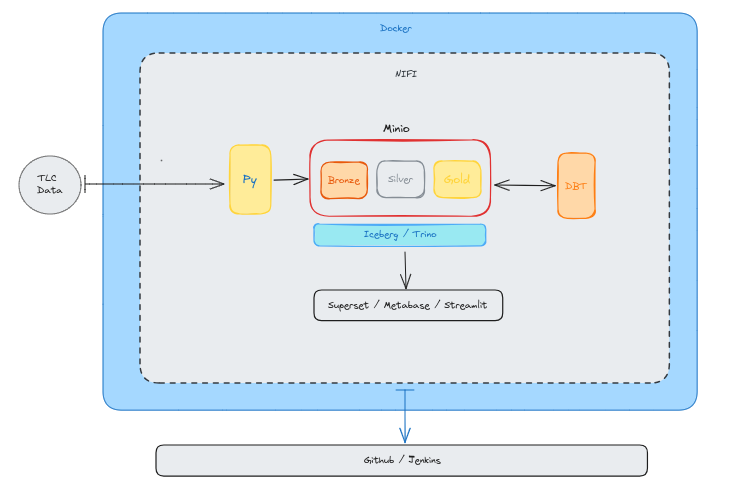 Docker
NIFI
Minio
TLC
Data
Py
Bronze
Silver
Gold
DBT
Iceberg / Trino
Superset / Metabase / Streamlit
Github / Jenkins